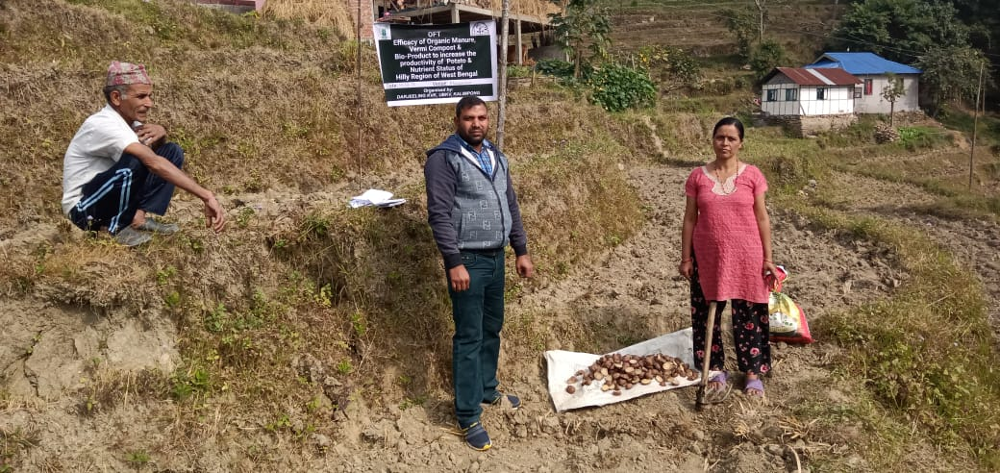 OFT
Efficacy of Organic Manure,
Vermi Compost &
Bio-Product to increase the
productivity of Potato &
Nutrient Status of
Hilly Region of West Bengal
Organised by:
DARJEELING KVK, UBKV, KALIMPONG